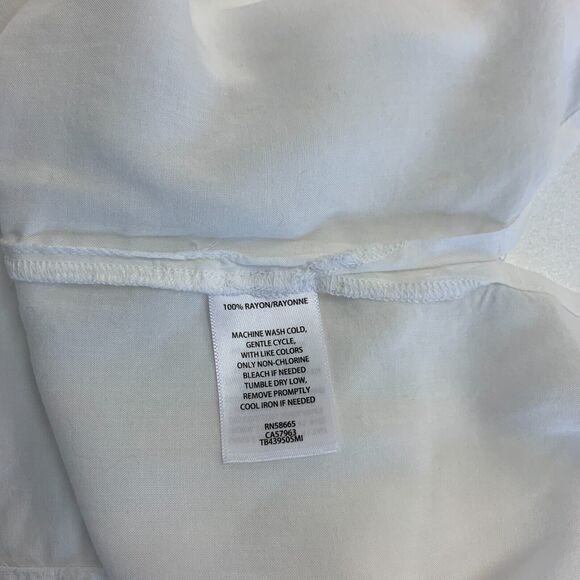 100% RAYON/RAYONNE
MACHINE WASH COLD,
GENTLE CYCLE,
WITH LIKE COLORS
ONLY NON-CHLORINE
BLEACH IF NEEDED
TUMBLE DRY LOW,
REMOVE PROMPTLY
COOL IRON IF NEEDED
RN58665
CA57963
TB439505MI